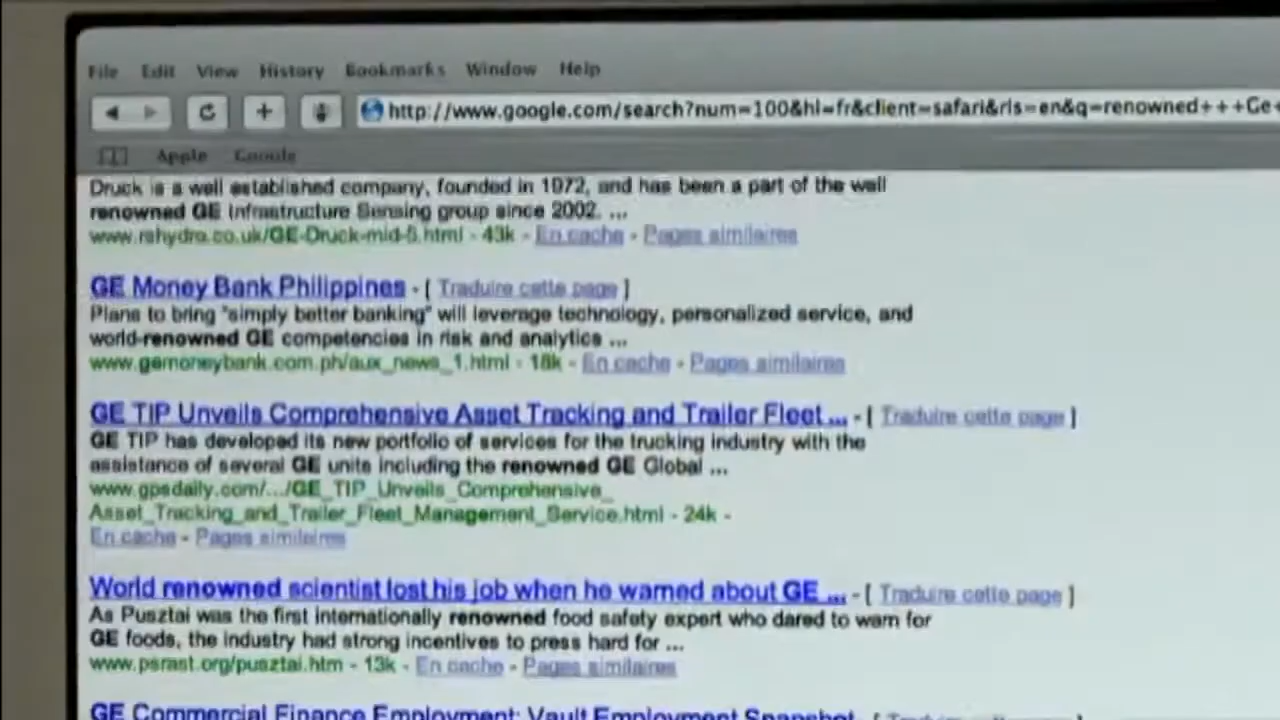 File Edit View History Bookmarks Window Help
http://www.google.com/search?num=100&hl=fr&client=safari&rls=en&q=renowned+++Ge+
Apple Google
Druck is a well established company, founded in 1972, and has been a part of the well
renowned GE Infrastructure Sensing group since 2002. ...
www.rshydro.co.uk/GE-Druck-mid-5.html - 43k - En cache - Pages similaires
GE Money Bank Philippines - [ Traduire cette page ]
Plans to bring "simply better banking" will leverage technology, personalized service, and
world-renowned GE competencies in risk and analytics ...
www.gemoneybank.com.ph/aux_news_1.html - 18k - En cache - Pages similaires
GE TIP Unveils Comprehensive Asset Tracking and Trailer Fleet ... - [ Traduire cette page ]
GE TIP has developed its new portfolio of services for the trucking industry with the
assistance of several GE units including the renowned GE Global ...
www.gpsdaily.com/.../GE_TIP_Unveils_Comprehensive_
Asset_Tracking_and_Trailer_Fleet_Management_Service.html - 24k -
En cache - Pages similaires
World renowned scientist lost his job when he warned about GE ... - [ Traduire cette page ]
As Pusztai was the first internationally renowned food safety expert who dared to warn for
GE foods, the industry had strong incentives to press hard for ...
www.psrast.org/pusztai.htm - 13k - En cache - Pages similaires
GE Commercial Finance Employment: Vault Employment Snapshot - [ Traduire cette page ]